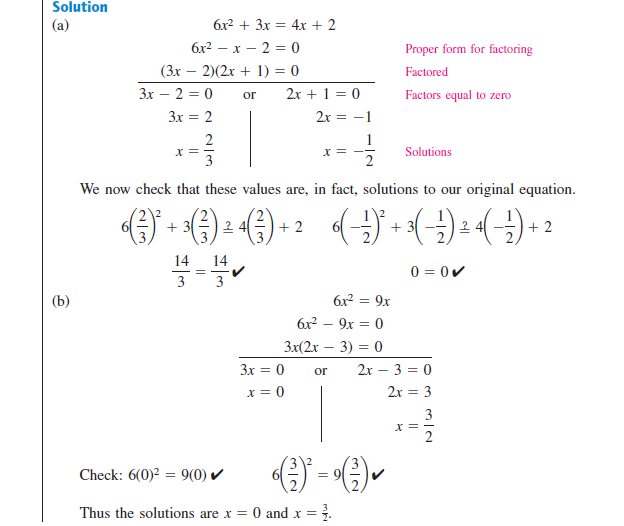 Solution
(a) 6x² + 3x = 4x + 2
6x² − x − 2 = 0 Proper form for factoring
(3x − 2)(2x + 1) = 0 Factored
3x − 2 = 0 or 2x + 1 = 0 Factors equal to zero
3x = 2 2x = −1
x = 2/3 x = −1/2 Solutions
We now check that these values are, in fact, solutions to our original equation.
6(2/3)² + 3(2/3) ≟ 4(2/3) + 2 6(−1/2)² + 3(−1/2) ≟ 4(−1/2) + 2
14/3 = 14/3 ✔ 0 = 0 ✔
(b) 6x² = 9x
6x² − 9x = 0
3x(2x − 3) = 0
3x = 0 or 2x − 3 = 0
x = 0 2x = 3
x = 3/2
Check: 6(0)² = 9(0) ✔ 6(3/2)² = 9(3/2) ✔
Thus the solutions are x = 0 and x = 3/2.